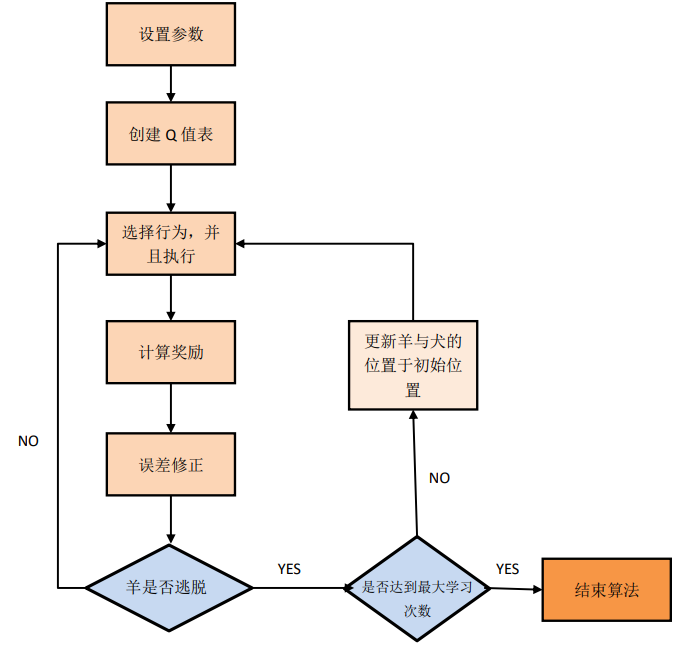 设置参数
创建 Q 值表
选择行为，并
且执行
计算奖励
更新羊与犬的
位置于初始位
置
NO
误差修正
NO
羊是否逃脱
YES
是否达到最大学习
次数
YES
结束算法